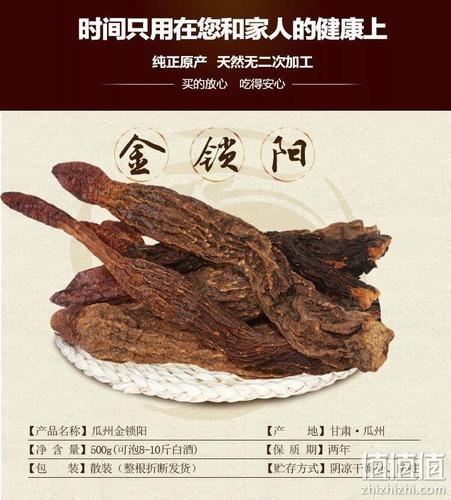 时间只用在您和家人的健康上
纯正原产 天然无二次加工
买的放心 吃得安心
金锁阳
【产品名称】瓜州金锁阳
【产 地】甘肃·瓜州
【净 含 量】500g(可泡8-10斤白酒)
【保 质 期】两年
【包 装】散装（整根折断发货）
【贮存方式】阴凉干燥
值值值
zhizhizhi.com